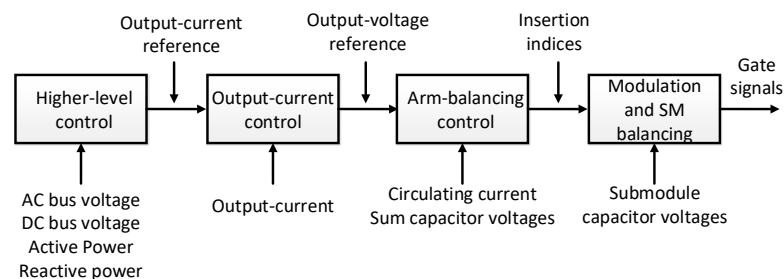 Output-current
reference
Output-voltage
reference
Insertion
indices
Gate
signals
Higher-level
control
Output-current
control
Arm-balancing
control
Modulation
and SM
balancing
AC bus voltage
DC bus voltage
Active Power
Reactive power
Output-current
Circulating current
Sum capacitor voltages
Submodule
capacitor voltages